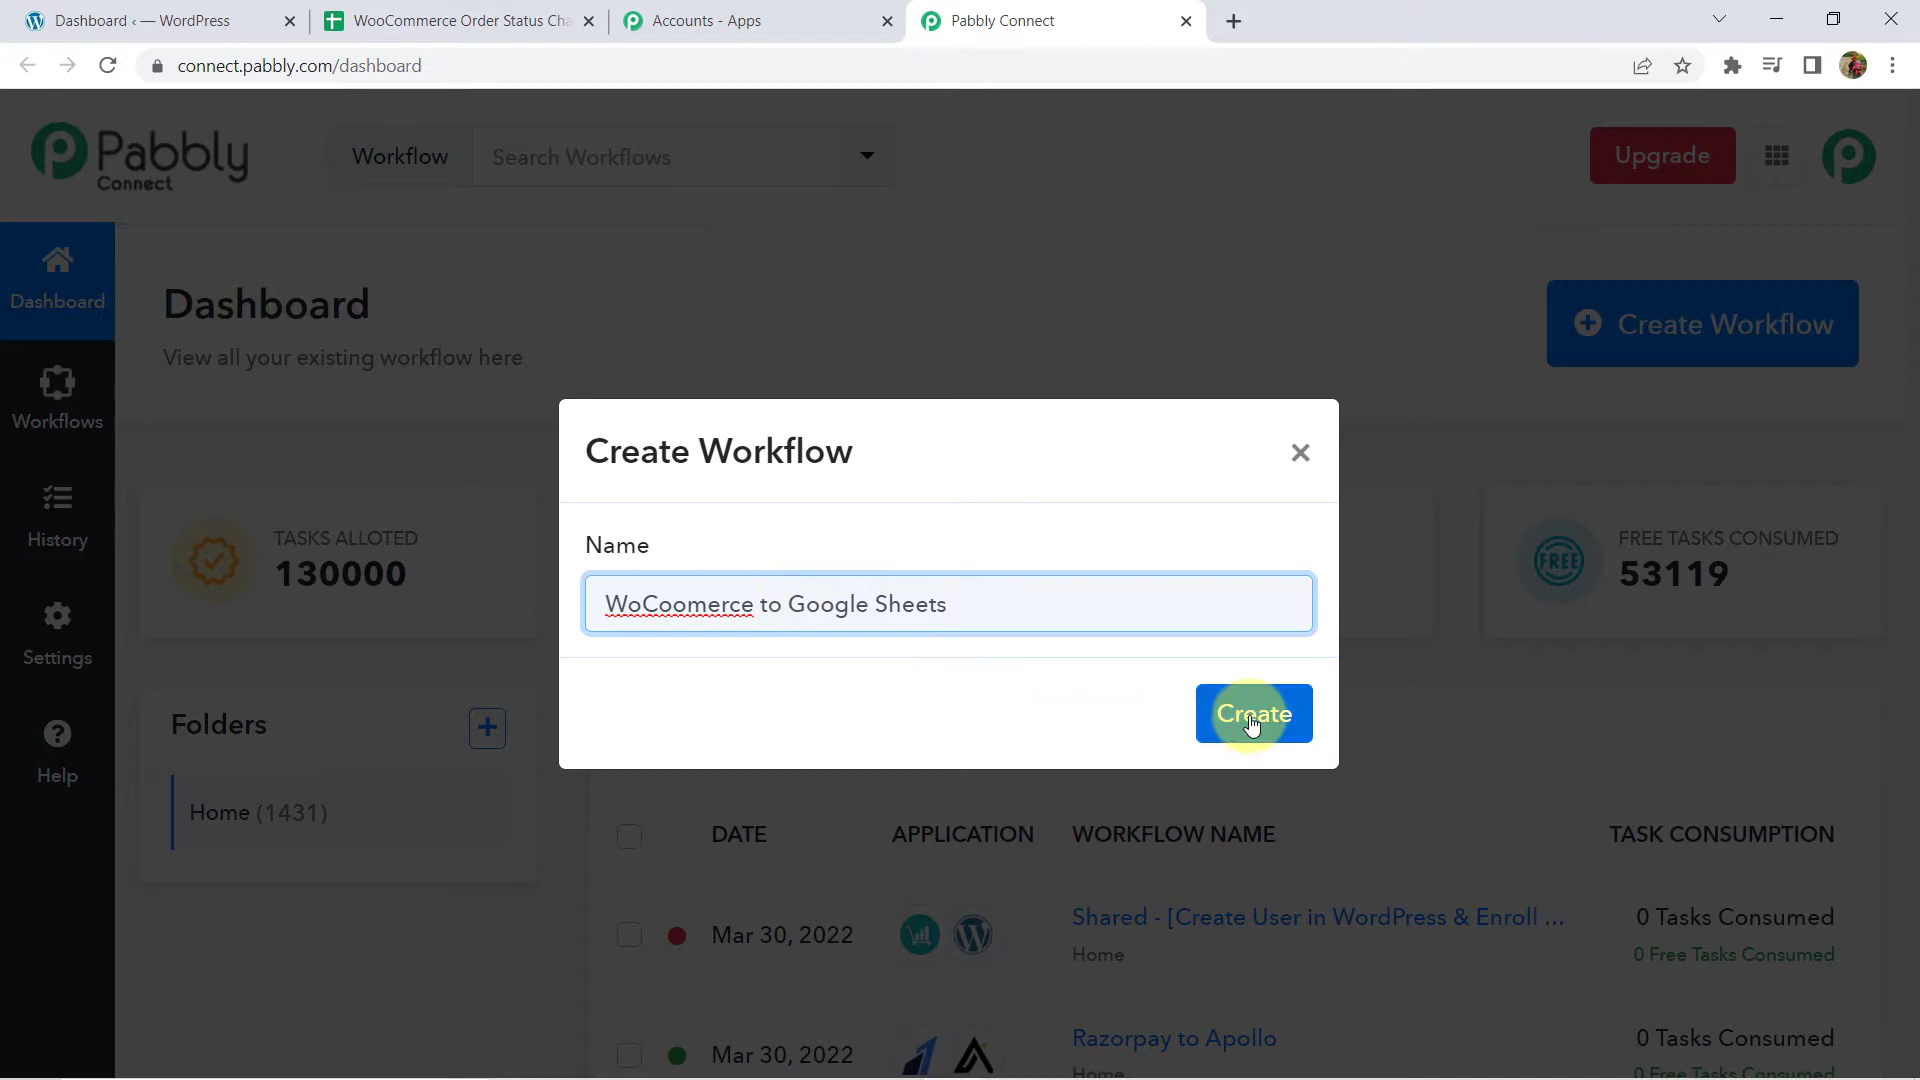 Dashboard ‹ — WordPress
WooCommerce Order Status Cha
Accounts - Apps
Pabbly Connect
connect.pabbly.com/dashboard
Pabbly
Connect
Workflow
Search Workflows
Upgrade
Dashboard
Workflows
History
Settings
Help
Dashboard
View all your existing workflow here
Create Workflow
TASKS ALLOTED
130000
FREE
FREE TASKS CONSUMED
53119
Create Workflow
Name
WoCoomerce to Google Sheets
Create
Folders
Home (1431)
DATE APPLICATION WORKFLOW NAME TASK CONSUMPTION
Mar 30, 2022 Shared - [Create User in WordPress & Enroll ... 0 Tasks Consumed
Home 0 Free Tasks Consumed
Mar 30, 2022 Razorpay to Apollo 0 Tasks Consumed
Home 0 Free Tasks Consumed